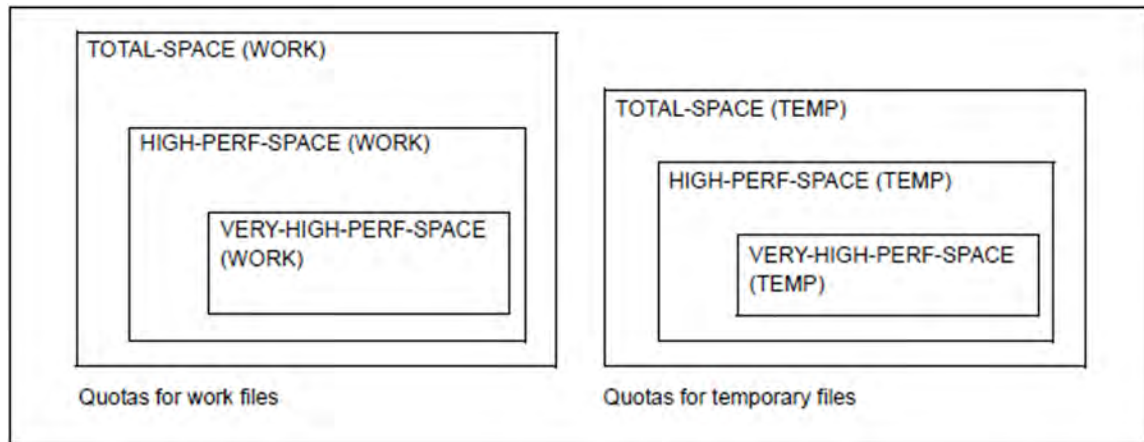 TOTAL-SPACE (WORK)
HIGH-PERF-SPACE (WORK)
VERY-HIGH-PERF-SPACE
(WORK)
Quotas for work files
TOTAL-SPACE (TEMP)
HIGH-PERF-SPACE (TEMP)
VERY-HIGH-PERF-SPACE
(TEMP)
Quotas for temporary files